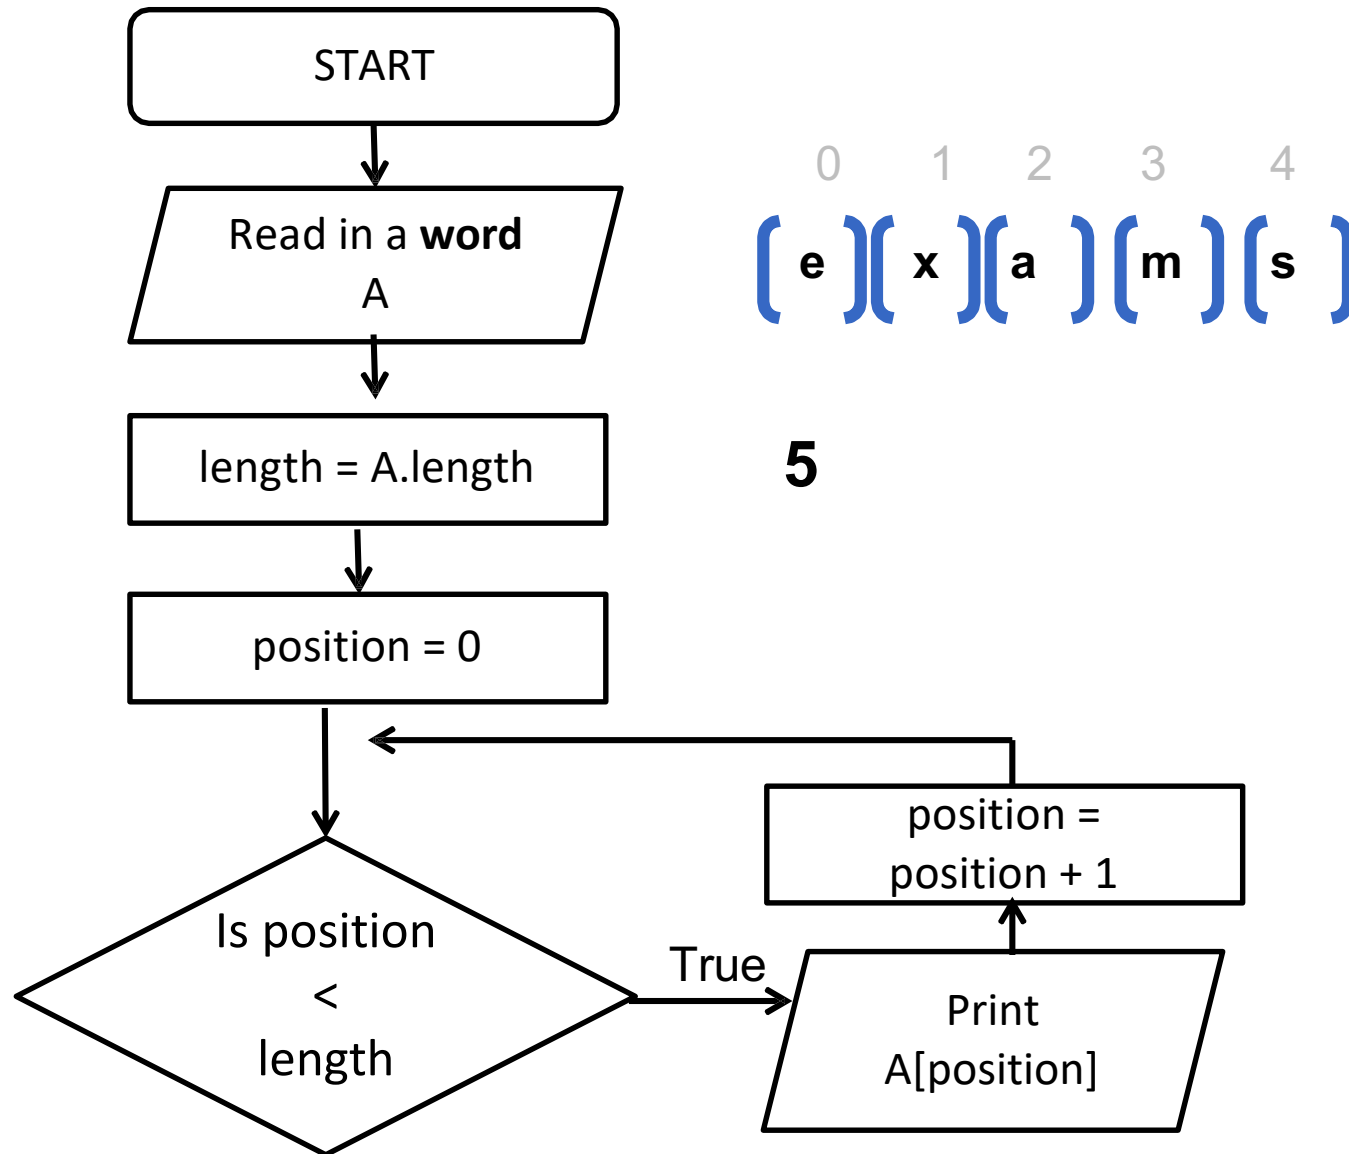 START
0 1 2 3 4
Read in a word
A
e x a m s
length = A.length
5
position = 0
position =
position + 1
Is position
<
length
True
Print
A[position]